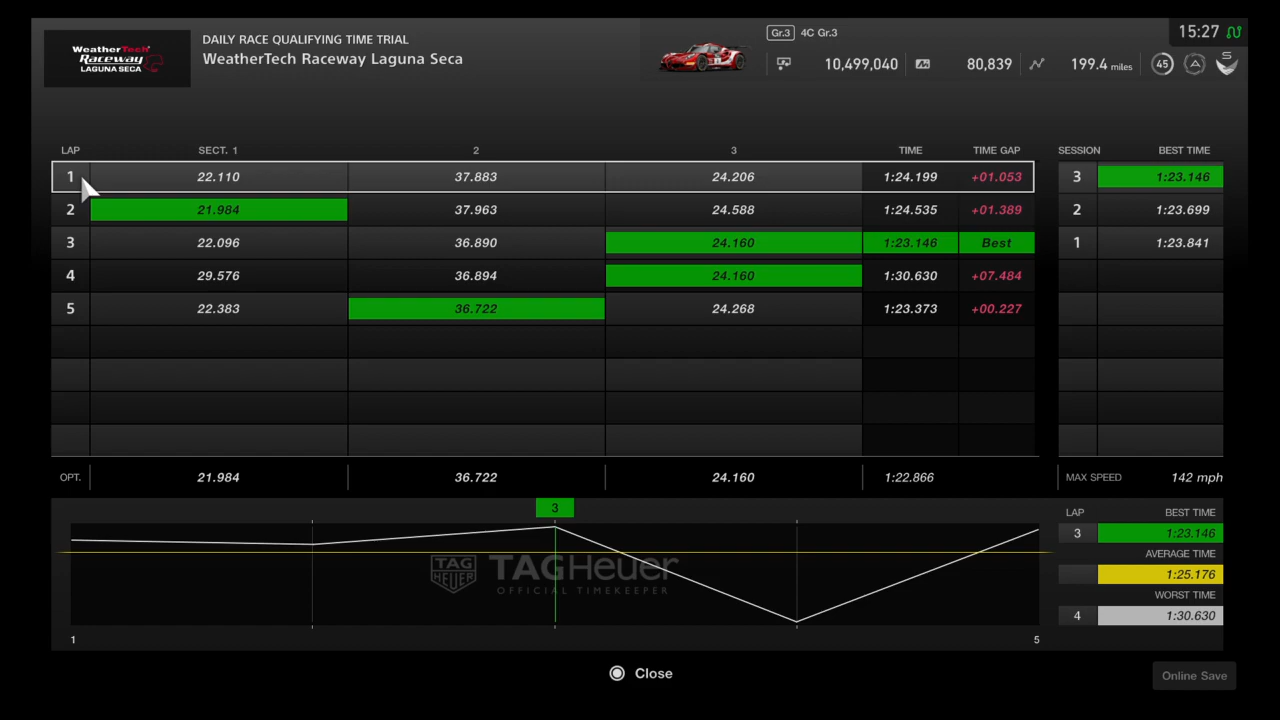 WeatherTech
Raceway
LAGUNA SECA
DAILY RACE QUALIFYING TIME TRIAL
WeatherTech Raceway Laguna Seca
Gr.3 4C Gr.3
15:27
10,499,040 80,839 199.4 miles 45 A S
LAP SECT. 1 2 3 TIME TIME GAP SESSION BEST TIME
1 22.110 37.883 24.206 1:24.199 +01.053 3 1:23.146
2 21.984 37.963 24.588 1:24.535 +01.389 2 1:23.699
3 22.096 36.890 24.160 1:23.146 Best 1 1:23.841
4 29.576 36.894 24.160 1:30.630 +07.484
5 22.383 36.722 24.268 1:23.373 +00.227
OPT. 21.984 36.722 24.160 1:22.866 MAX SPEED 142 mph
3
LAP BEST TIME
3 1:23.146
AVERAGE TIME
1:25.176
WORST TIME
4 1:30.630
TAG HEUER TAGHeuer
OFFICIAL TIMEKEEPER
1 5
Close
Online Save